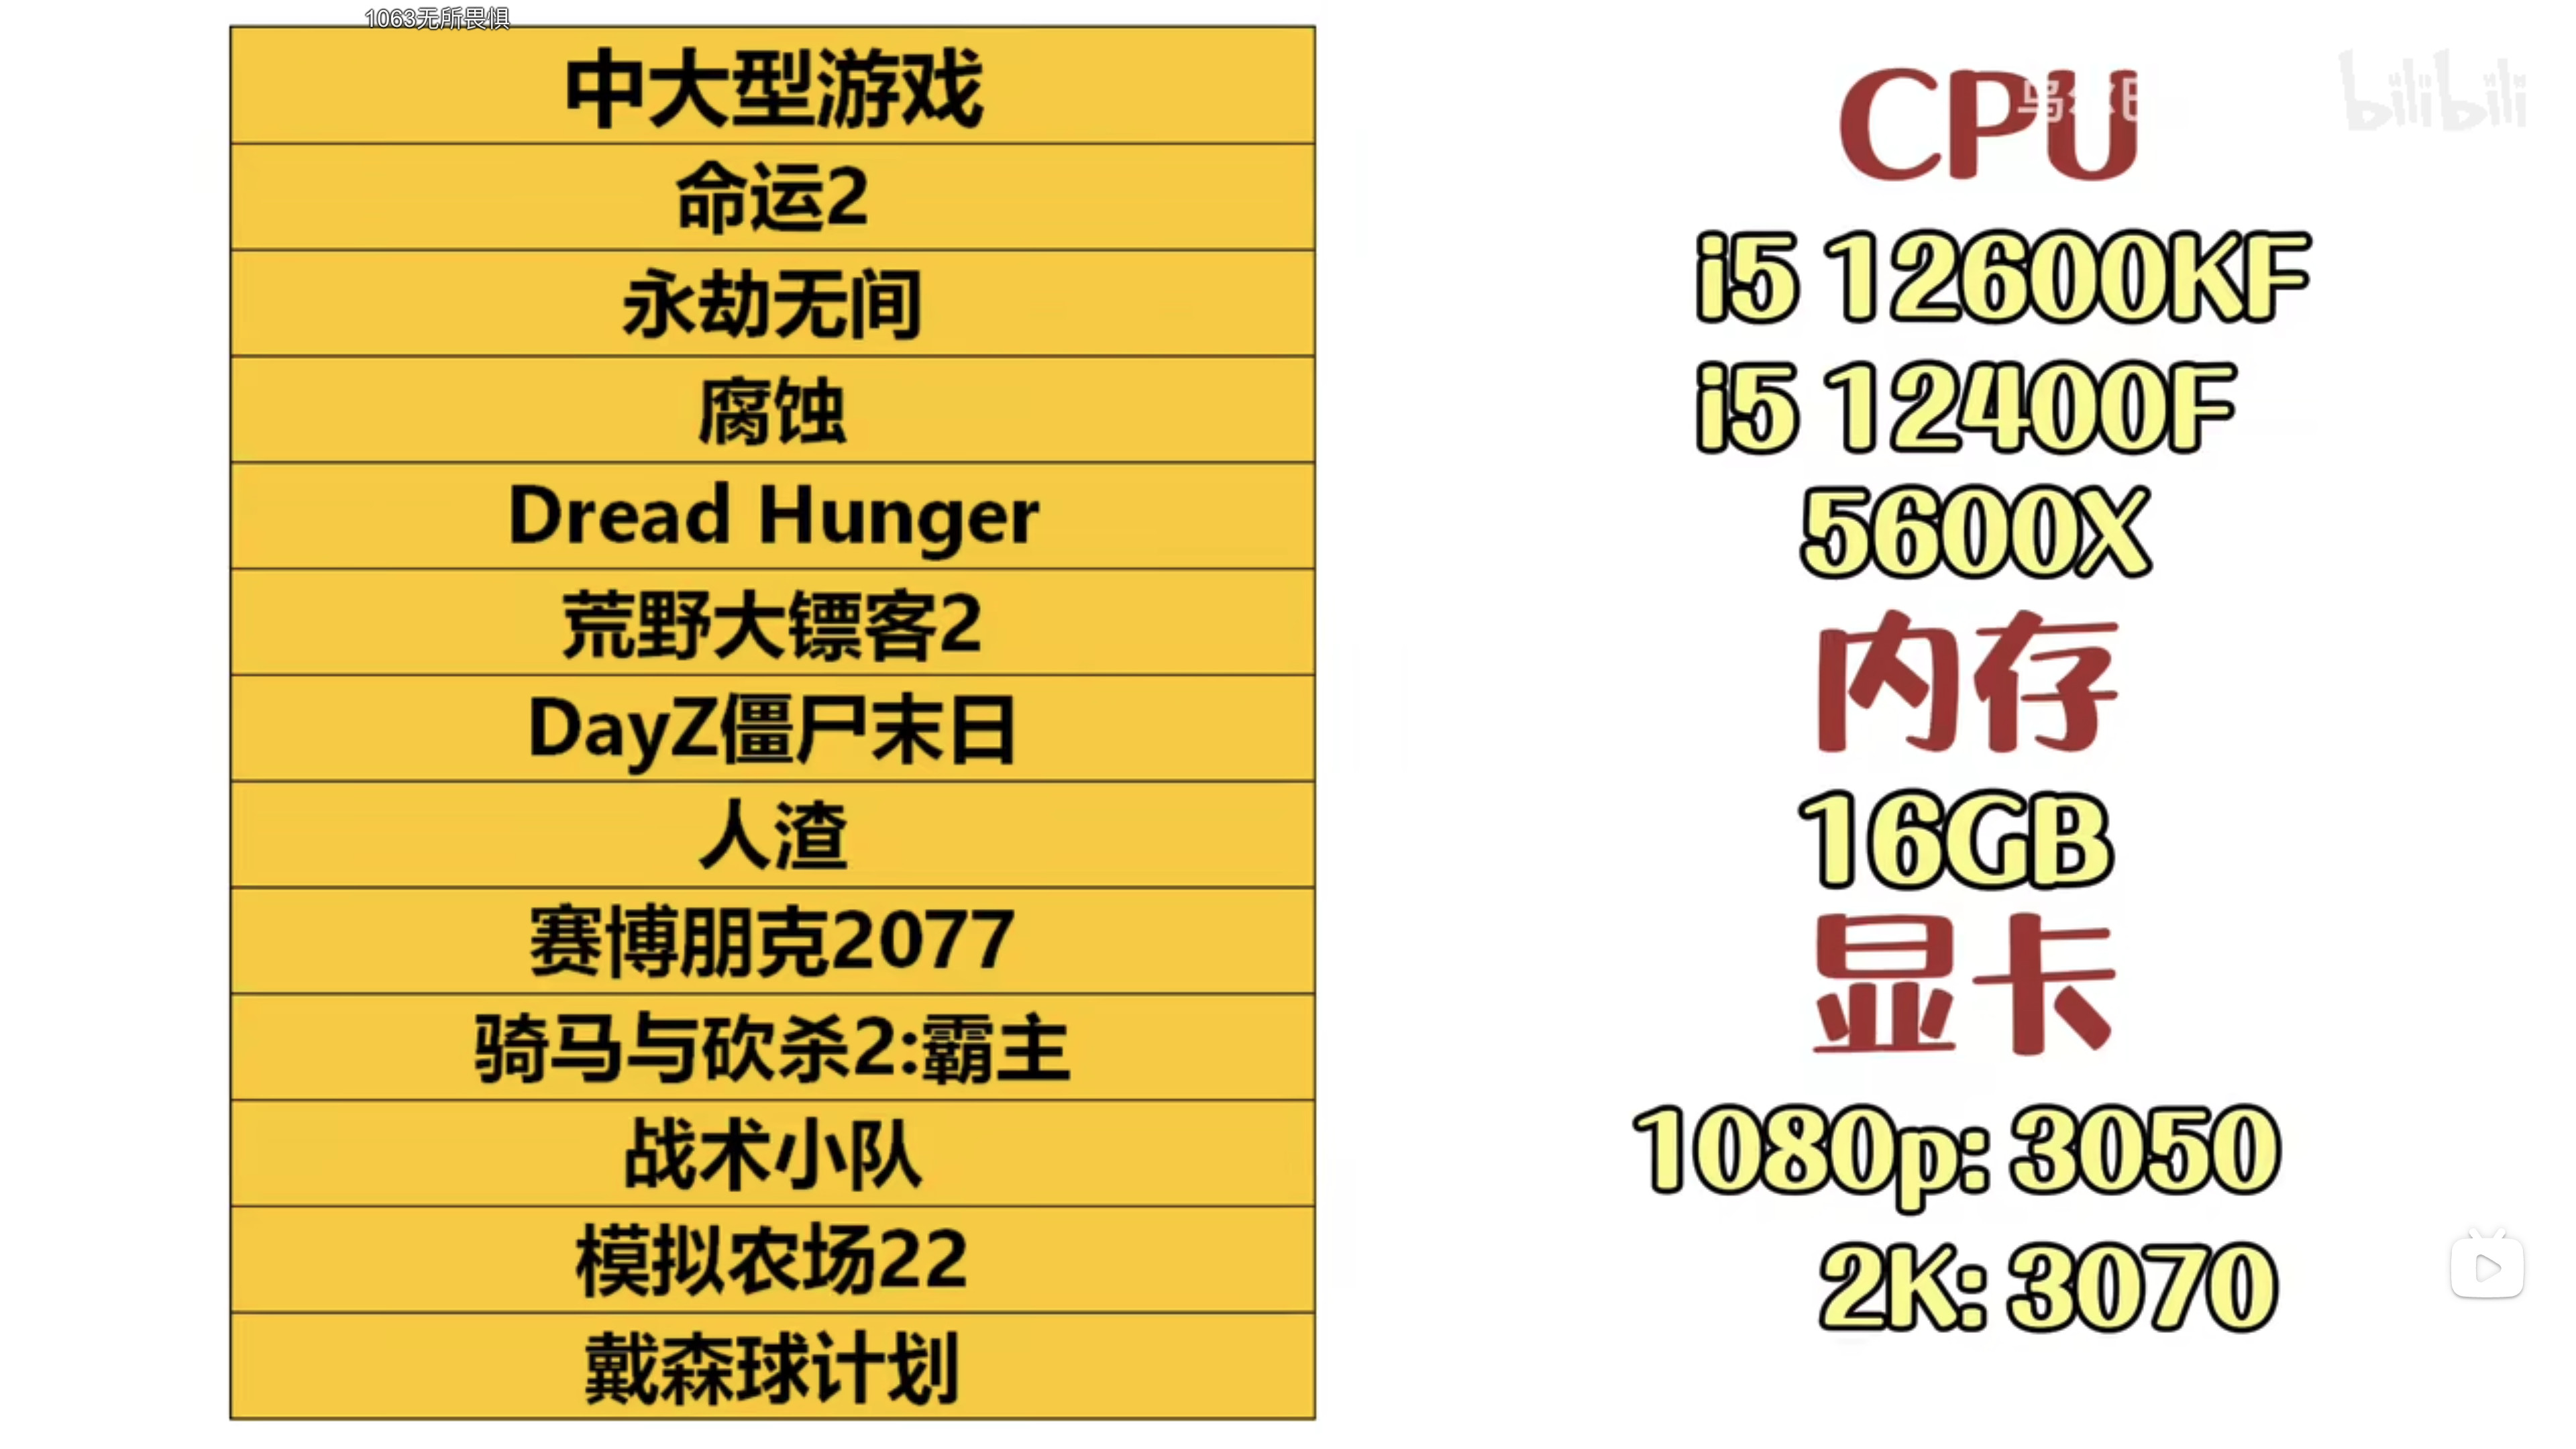 1063无所畏惧
中大型游戏
命运2
永劫无间
腐蚀
Dread Hunger
荒野大镖客2
DayZ僵尸末日
人渣
赛博朋克2077
骑马与砍杀2:霸主
战术小队
模拟农场22
戴森球计划
CPU
bilibili
i5 12600KF
i5 12400F
5600X
内存
16GB
显卡
1080p: 3050
2K: 3070